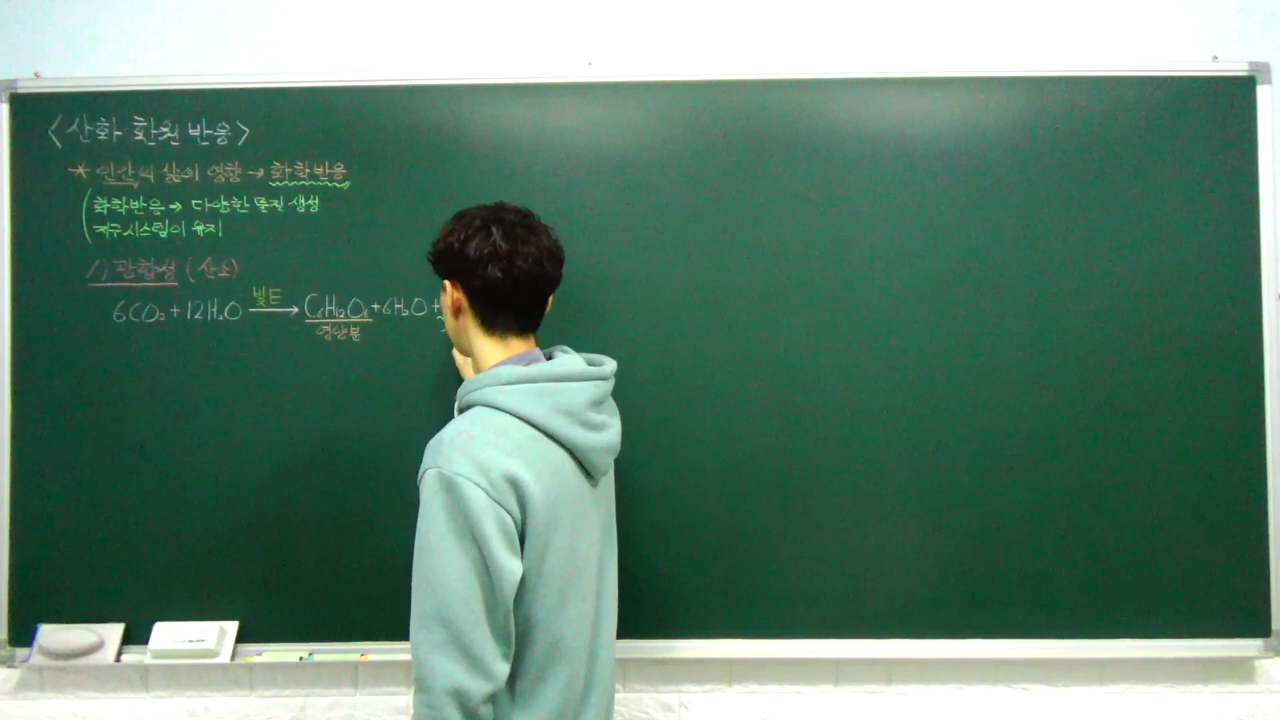 <산화 환원 반응>
* 인간의 삶이 영향 → 화학반응
화학반응 → 다양한 물질 생성
지구시스템이 유지
1) 광합성 (산소)
빛E
6CO₂ + 12H₂O → C₆H₁₂O₆ + 6H₂O +
영양분